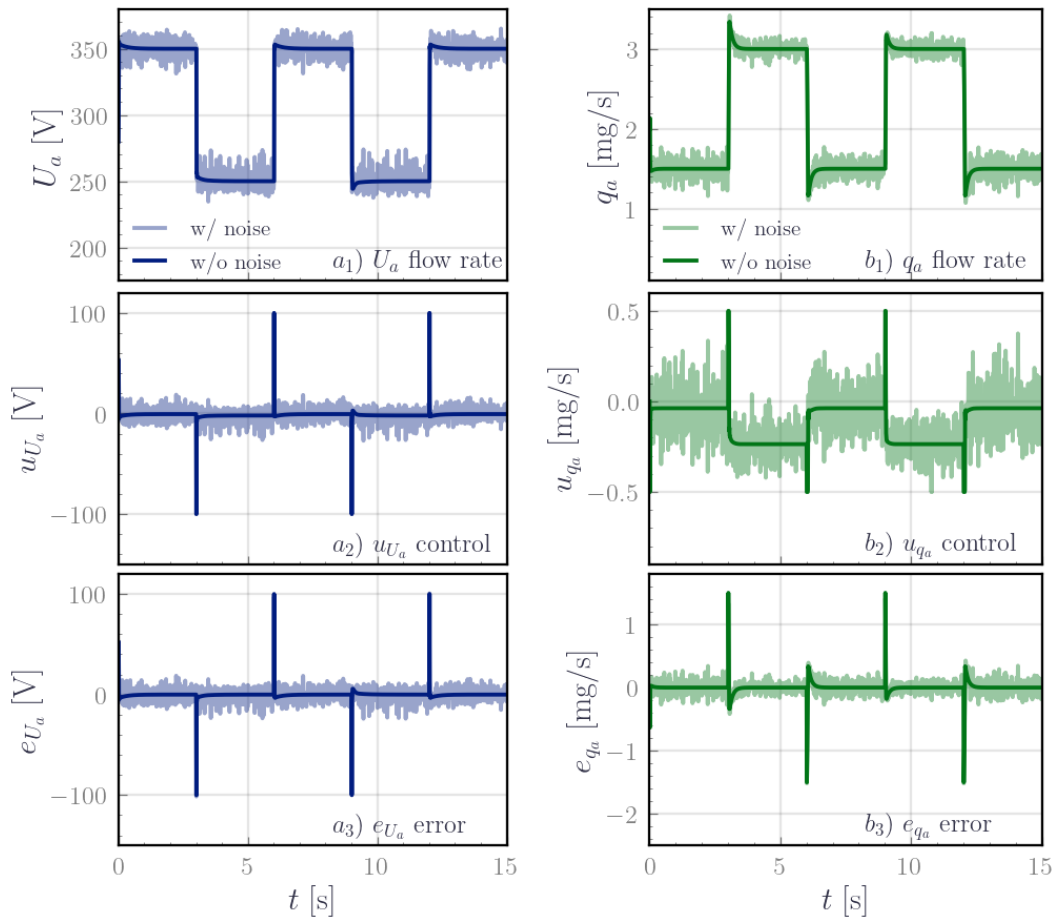 350
300
250
200
U_a [V]
w/ noise
w/o noise
a_1) U_a flow rate
3
2
1
q_a [mg/s]
w/ noise
w/o noise
b_1) q_a flow rate
100
0
−100
u_{U_a} [V]
a_2) u_{U_a} control
0.5
0.0
−0.5
u_{q_a} [mg/s]
b_2) u_{q_a} control
100
0
−100
e_{U_a} [V]
a_3) e_{U_a} error
0 5 10 15
t [s]
1
0
−1
−2
e_{q_a} [mg/s]
b_3) e_{q_a} error
0 5 10 15
t [s]